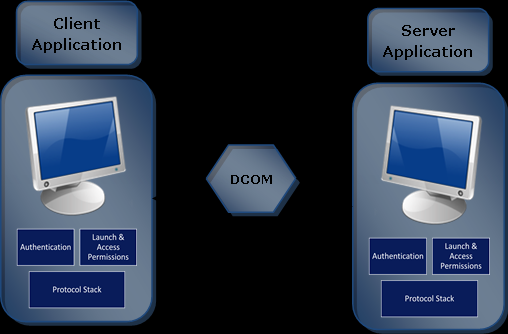 Client
Application
Server
Application
DCOM
Authentication
Launch &
Access
Permissions
Protocol Stack
Authentication
Launch &
Access
Permissions
Protocol Stack